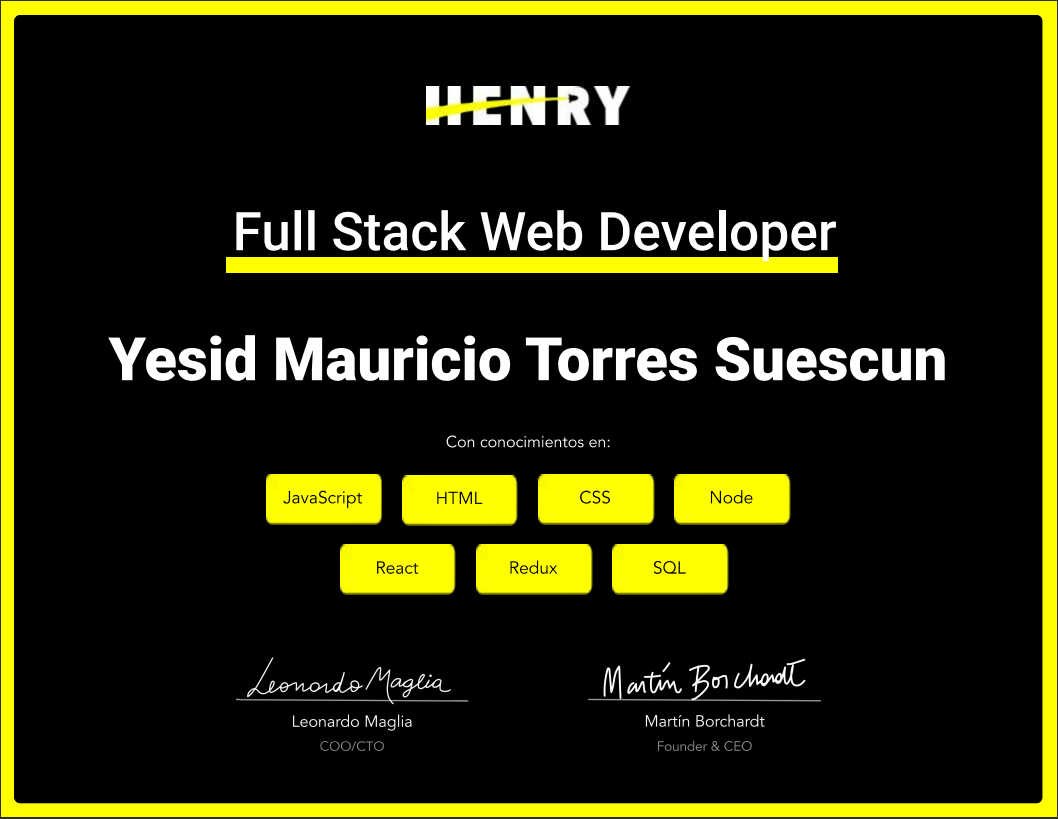 HENRY
Full Stack Web Developer
Yesid Mauricio Torres Suescun
Con conocimientos en:
JavaScript HTML CSS Node
React Redux SQL
Leonardo Maglia Martín Borchardt
Leonardo Maglia Martín Borchardt
COO/CTO Founder & CEO